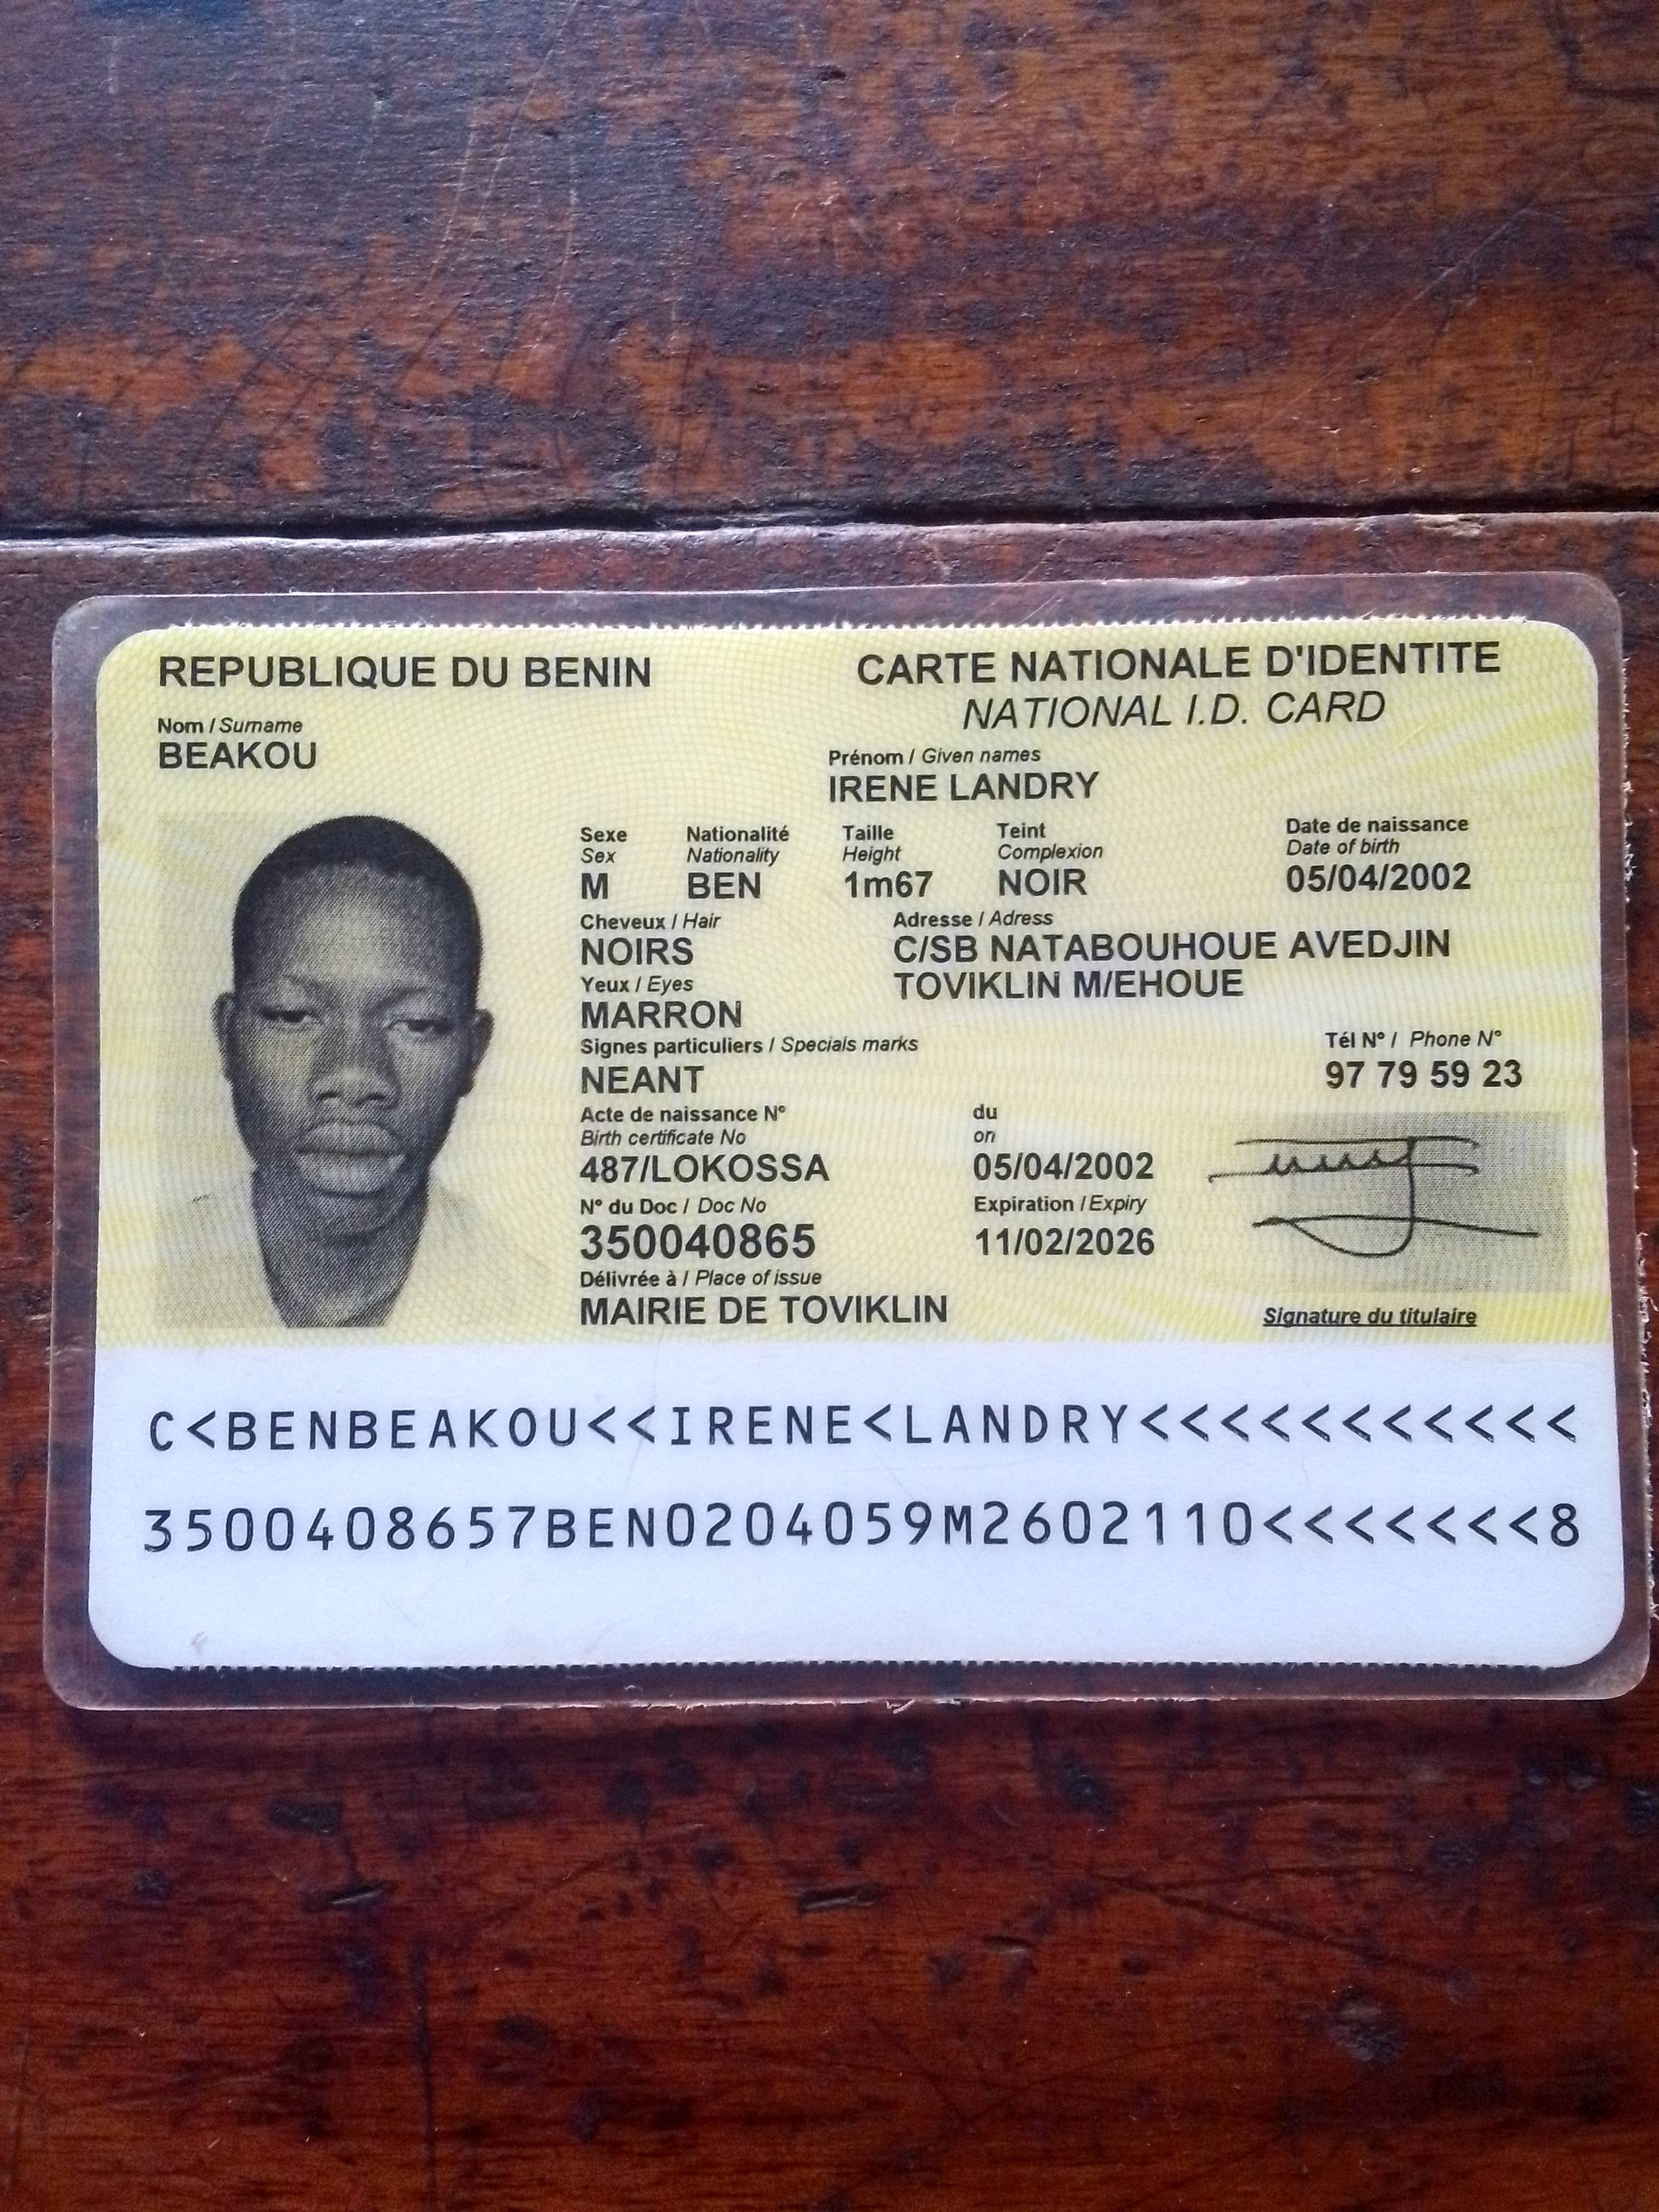 REPUBLIQUE DU BENIN
CARTE NATIONALE D'IDENTITE
NATIONAL I.D. CARD
Nom / Surname
BEAKOU
Prénom / Given names
IRENE LANDRY
Sexe Nationalité Taille Teint Date de naissance
Sex Nationality Height Complexion Date of birth
M BEN 1m67 NOIR 05/04/2002
Cheveux / Hair Adresse / Adress
NOIRS C/SB NATABOUHOUE AVEDJIN
TOVIKLIN M/EHOUE
Yeux / Eyes
MARRON
Signes particuliers / Specials marks Tél N° / Phone N°
NEANT 97 79 59 23
Acte de naissance N° du
Birth certificate No on
487/LOKOSSA 05/04/2002
N° du Doc / Doc No Expiration / Expiry
350040865 11/02/2026
Délivrée à / Place of issue
MAIRIE DE TOVIKLIN
Signature du titulaire
C<BENBEAKOU<<IRENE<LANDRY<<<<<<<<<<<
3500408657BEN0204059M2602110<<<<<<<8